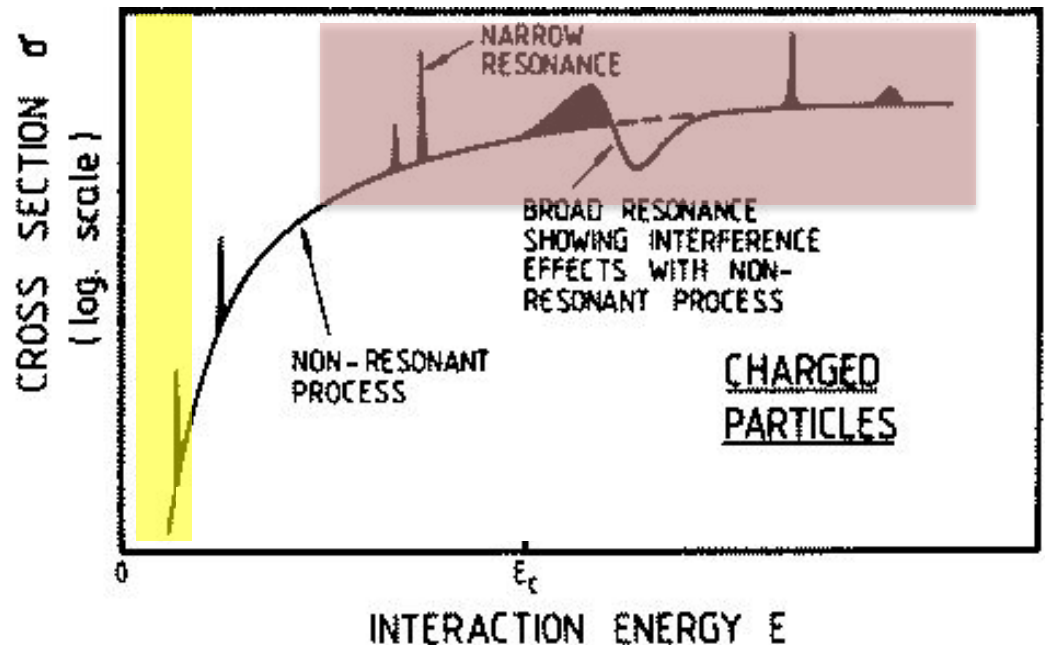 CROSS SECTION σ
(log. scale)
NARROW
RESONANCE
BROAD RESONANCE
SHOWING INTERFERENCE
EFFECTS WITH NON-
RESONANT PROCESS
NON-RESONANT
PROCESS
CHARGED
PARTICLES
0
E_C
INTERACTION ENERGY E